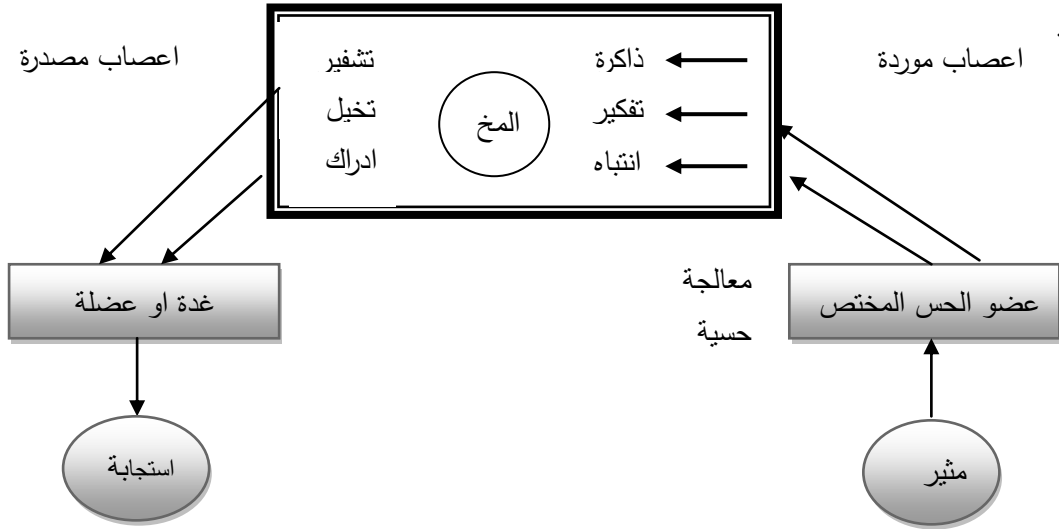 اعصاب موردة
ذاكرة
تفكير
انتباه
المخ
تشفير
تخيل
ادراك
اعصاب مصدرة
عضو الحس المختص
معالجة
حسية
غدة او عضلة
مثير
استجابة